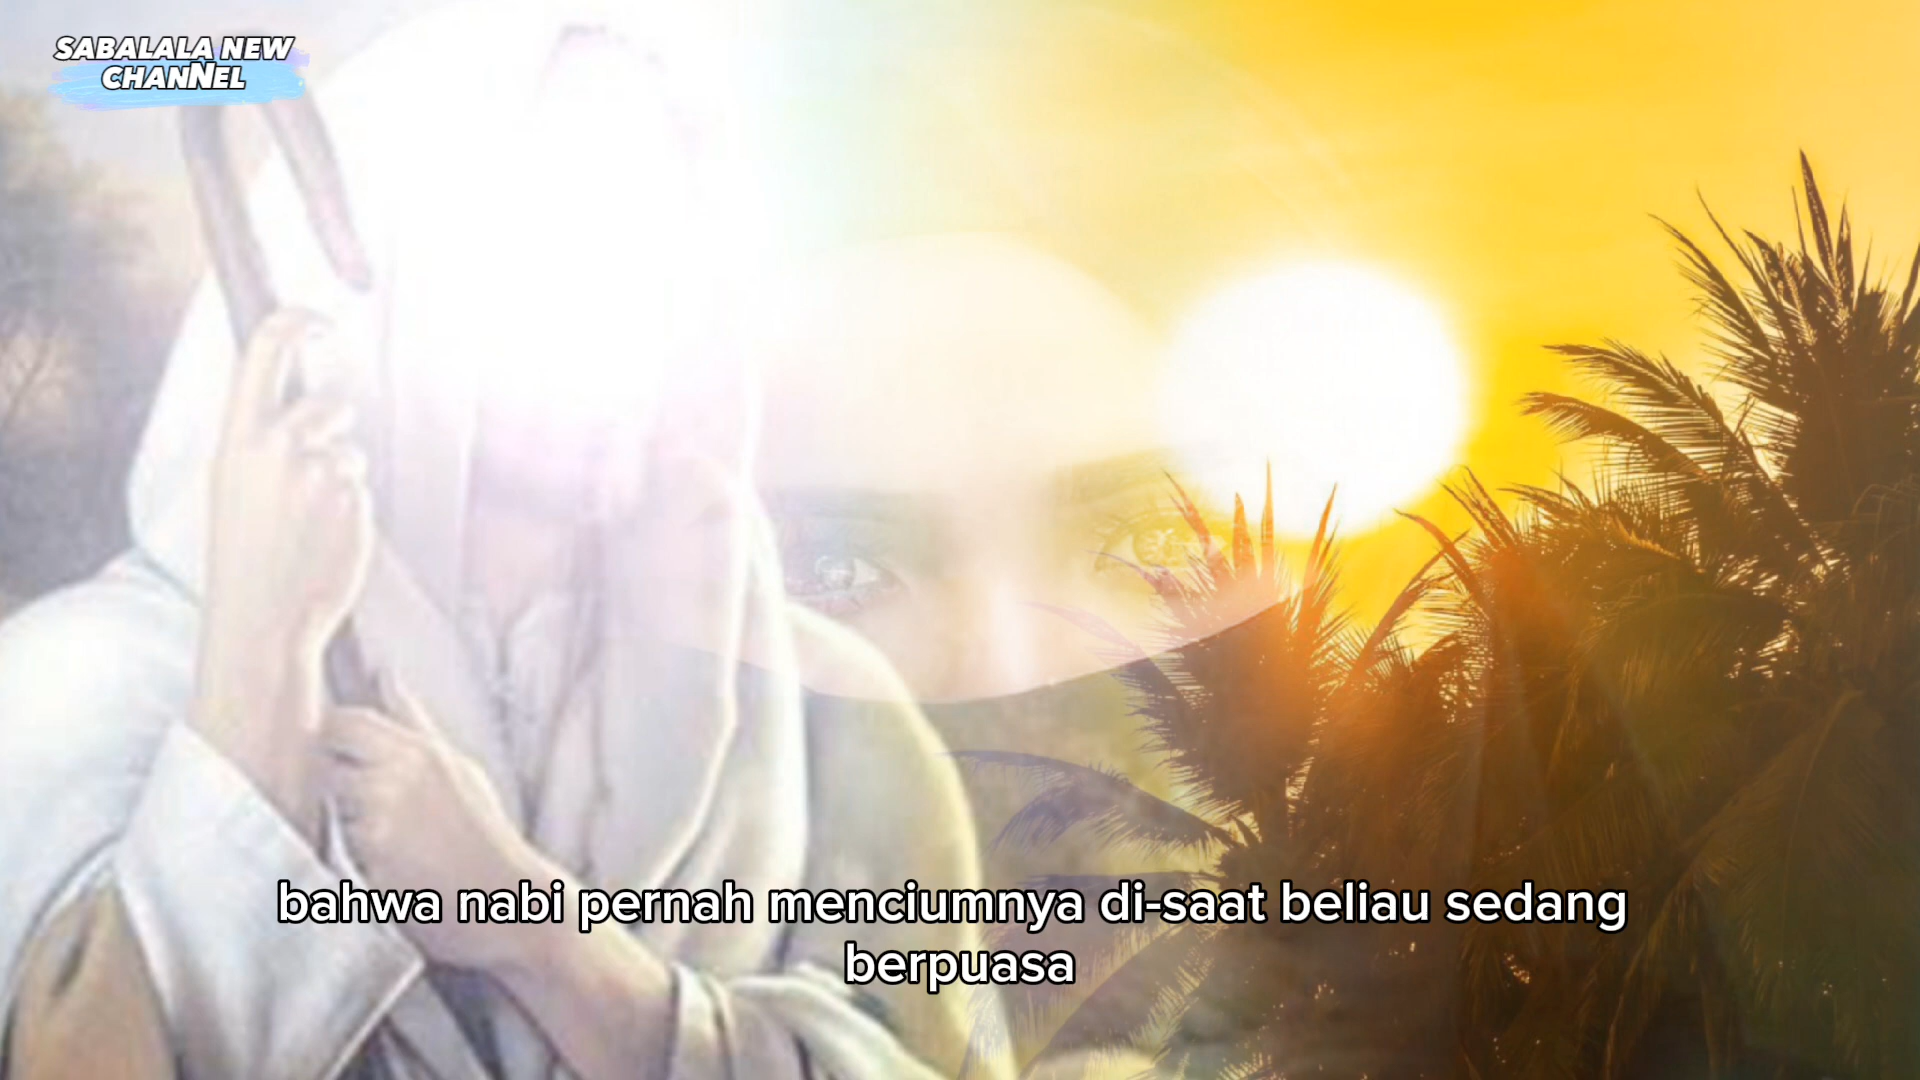 SABALALA NEW
CHANNEL
bahwa nabi pernah menciumnya di-saat beliau sedang
berpuasa